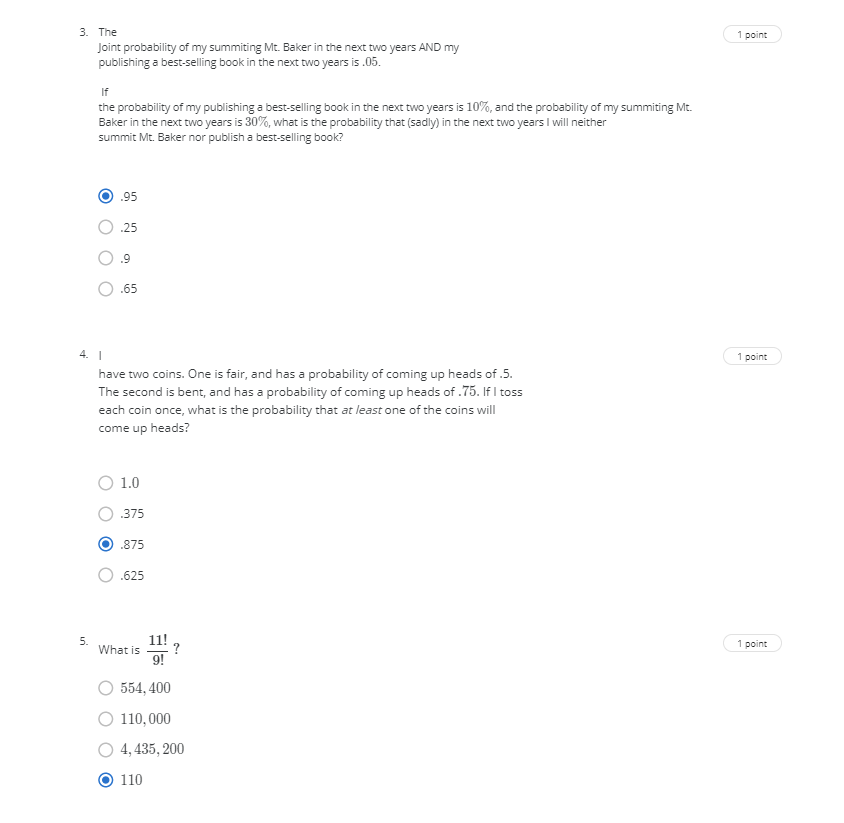 3. The
1 point
Joint probability of my summiting Mt. Baker in the next two years AND my
publishing a best-selling book in the next two years is .05.
If
the probability of my publishing a best-selling book in the next two years is 10%, and the probability of my summiting Mt.
Baker in the next two years is 30%, what is the probability that (sadly) in the next two years I will neither
summit Mt. Baker nor publish a best-selling book?
.95
.25
.9
.65
4. I
1 point
have two coins. One is fair, and has a probability of coming up heads of .5.
The second is bent, and has a probability of coming up heads of .75. If I toss
each coin once, what is the probability that at least one of the coins will
come up heads?
1.0
.375
.875
.625
5. What is 11!/9! ?
1 point
554,400
110,000
4,435,200
110